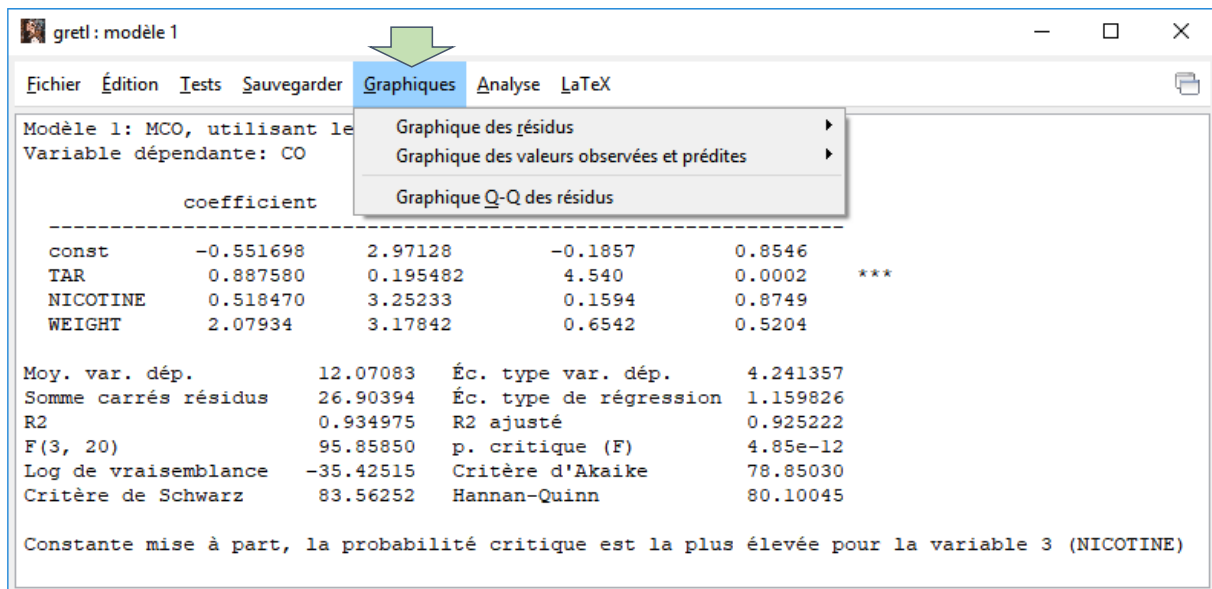 gretl : modèle 1
Fichier Édition Tests Sauvegarder Graphiques Analyse LaTeX
Graphique des résidus
Graphique des valeurs observées et prédites
Graphique Q-Q des résidus
Modèle 1: MCO, utilisant le
Variable dépendante: CO
coefficient
const -0.551698 2.97128 -0.1857 0.8546
TAR 0.887580 0.195482 4.540 0.0002 ***
NICOTINE 0.518470 3.25233 0.1594 0.8749
WEIGHT 2.07934 3.17842 0.6542 0.5204
Moy. var. dép. 12.07083 Éc. type var. dép. 4.241357
Somme carrés résidus 26.90394 Éc. type de régression 1.159826
R2 0.934975 R2 ajusté 0.925222
F(3, 20) 95.85850 p. critique (F) 4.85e-12
Log de vraisemblance -35.42515 Critère d'Akaike 78.85030
Critère de Schwarz 83.56252 Hannan-Quinn 80.10045
Constante mise à part, la probabilité critique est la plus élevée pour la variable 3 (NICOTINE)